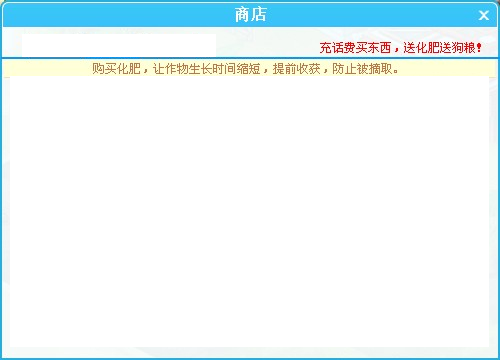 商店
充话费买东西，送化肥送狗粮！
购买化肥，让作物生长时间缩短，提前收获，防止被摘取。